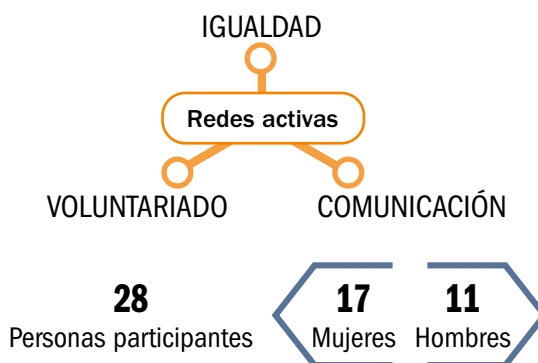 IGUALDAD
Redes activas
VOLUNTARIADO COMUNICACIÓN
28 17 11
Personas participantes Mujeres Hombres